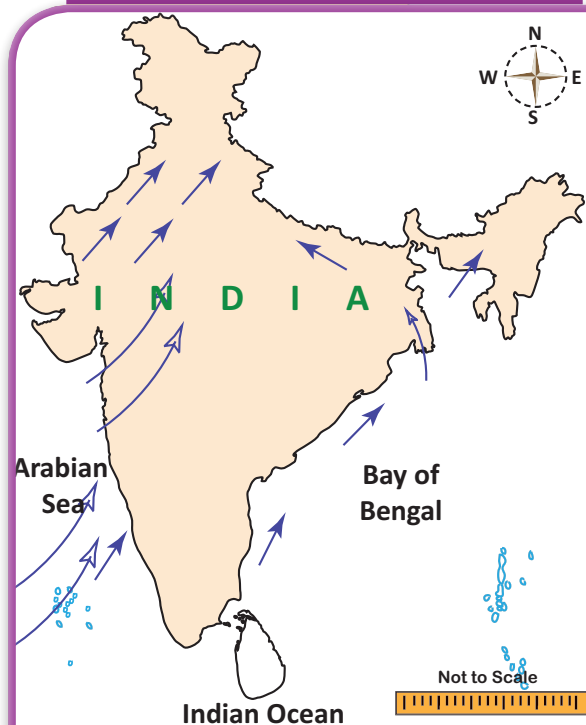 N
W E
S
I N D I A
Arabian
Sea
Bay of
Bengal
Not to Scale
Indian Ocean